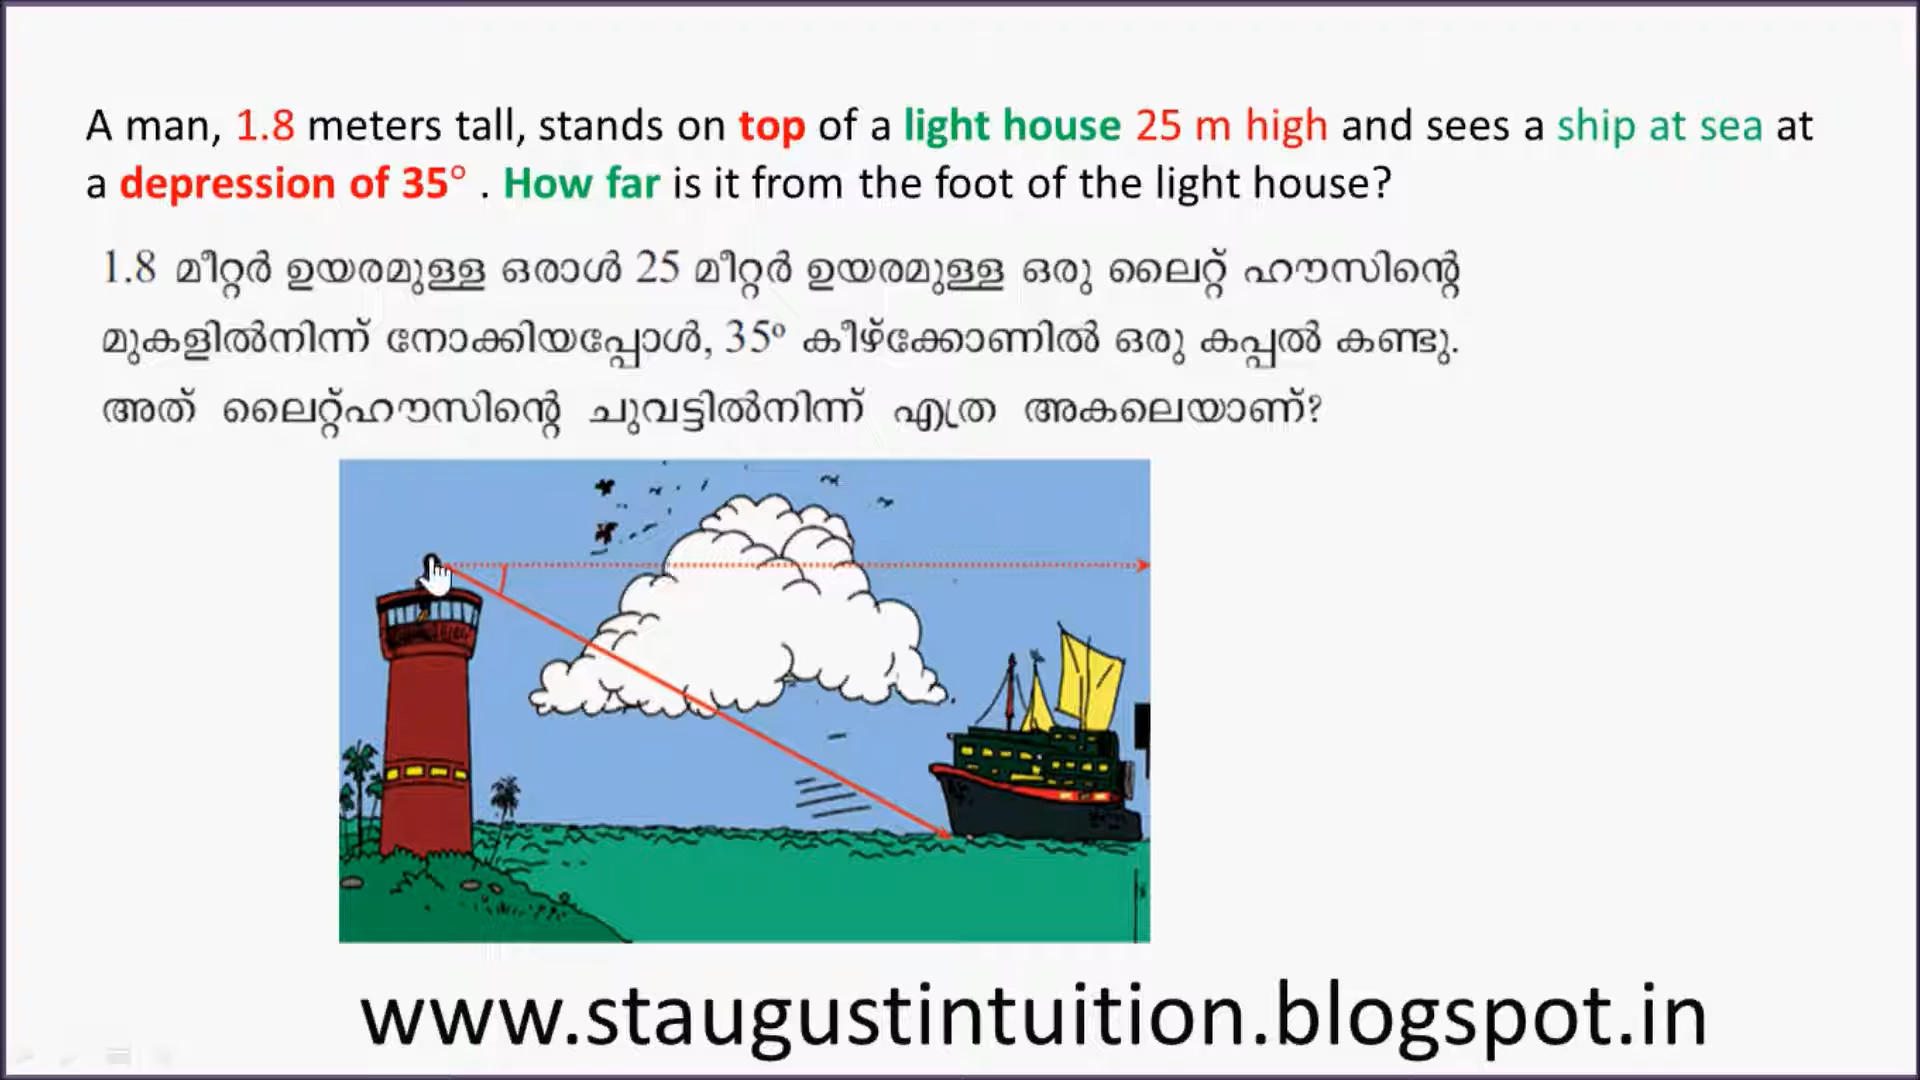 A man, 1.8 meters tall, stands on top of a light house 25 m high and sees a ship at sea at
a depression of 35° . How far is it from the foot of the light house?
1.8 മീറ്റർ ഉയരമുള്ള ഒരാൾ 25 മീറ്റർ ഉയരമുള്ള ഒരു ലൈറ്റ് ഹൗസിന്റെ
മുകളിൽനിന്ന് നോക്കിയപ്പോൾ, 35° കീഴ്ക്കോണിൽ ഒരു കപ്പൽ കണ്ടു.
അത് ലൈറ്റ്ഹൗസിന്റെ ചുവട്ടിൽനിന്ന് എത്ര അകലെയാണ്?
www.staugustintuition.blogspot.in